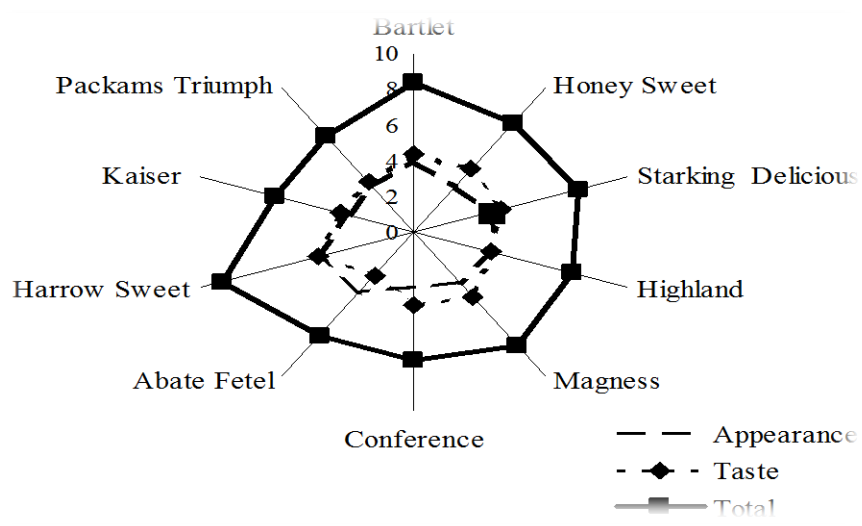 Bartlet
10
8
6
4
2
0
Packams Triumph
Honey Sweet
Kaiser
Starking Delicious
Harrow Sweet
Highland
Abate Fetel
Magness
Conference
Appearance
Taste
Total